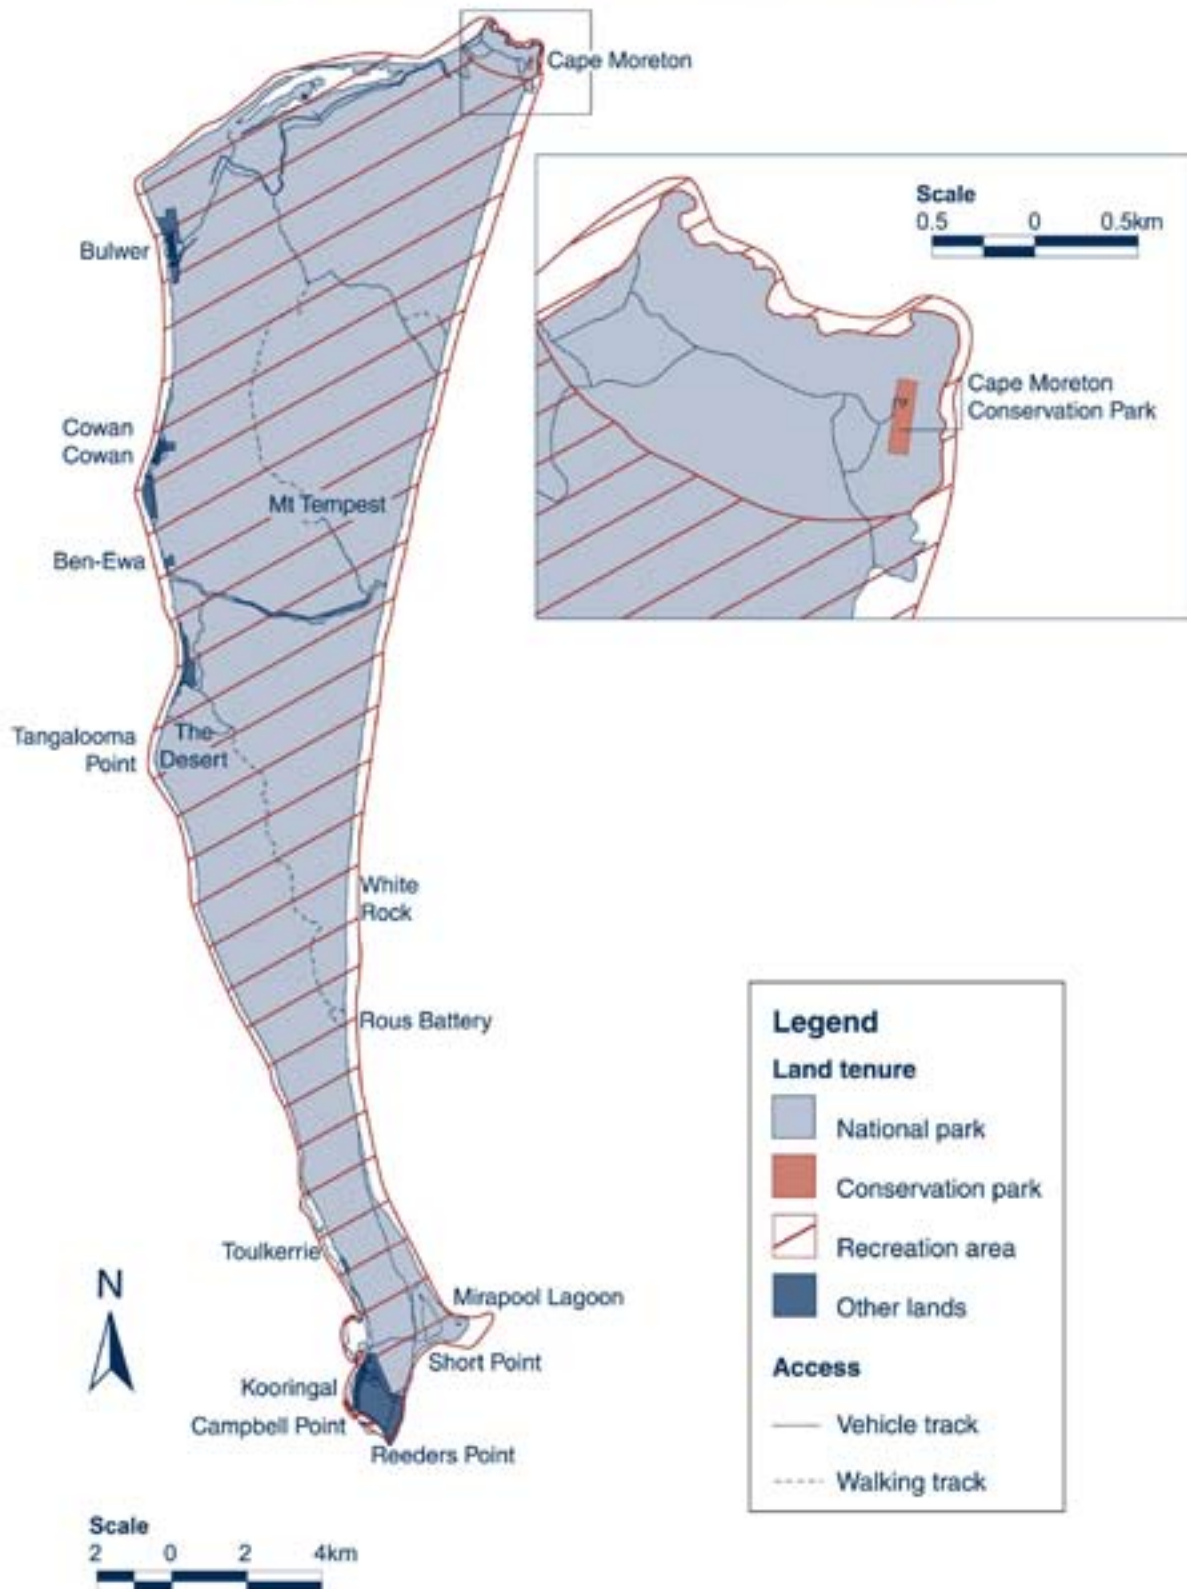 Cape Moreton
Scale
0.5 0 0.5km
Bulwer
Cape Moreton
Conservation Park
Cowan
Cowan
Mt Tempest
Ben-Ewa
Tangalooma
Point
The
Desert
White
Rock
Rous Battery
Legend
Land tenure
National park
Conservation park
Recreation area
Other lands
Access
Vehicle track
Walking track
Toulkerrie
N
Mirapool Lagoon
Short Point
Kooringal
Campbell Point
Reeders Point
Scale
2 0 2 4km